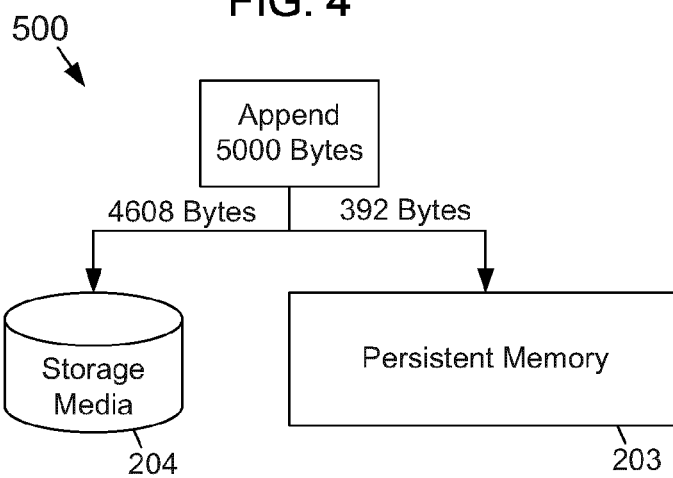 FIG. 4
500
Append
5000 Bytes
4608 Bytes
392 Bytes
Storage
Media
Persistent Memory
204
203